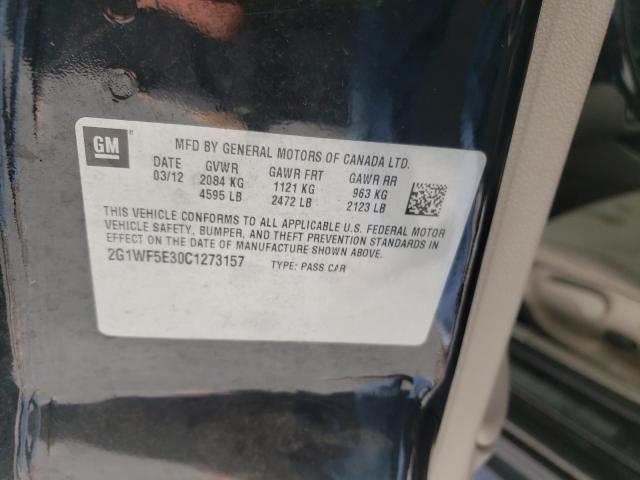 GM MFD BY GENERAL MOTORS OF CANADA LTD.
DATE GVWR GAWR FRT GAWR RR
03/12 2084 KG 1121 KG 963 KG
4595 LB 2472 LB 2123 LB
THIS VEHICLE CONFORMS TO ALL APPLICABLE U.S. FEDERAL MOTOR
VEHICLE SAFETY, BUMPER, AND THEFT PREVENTION STANDARDS IN
EFFECT ON THE DATE OF MANUFACTURE SHOWN ABOVE.
2G1WF5E30C1273157 TYPE: PASS CAR